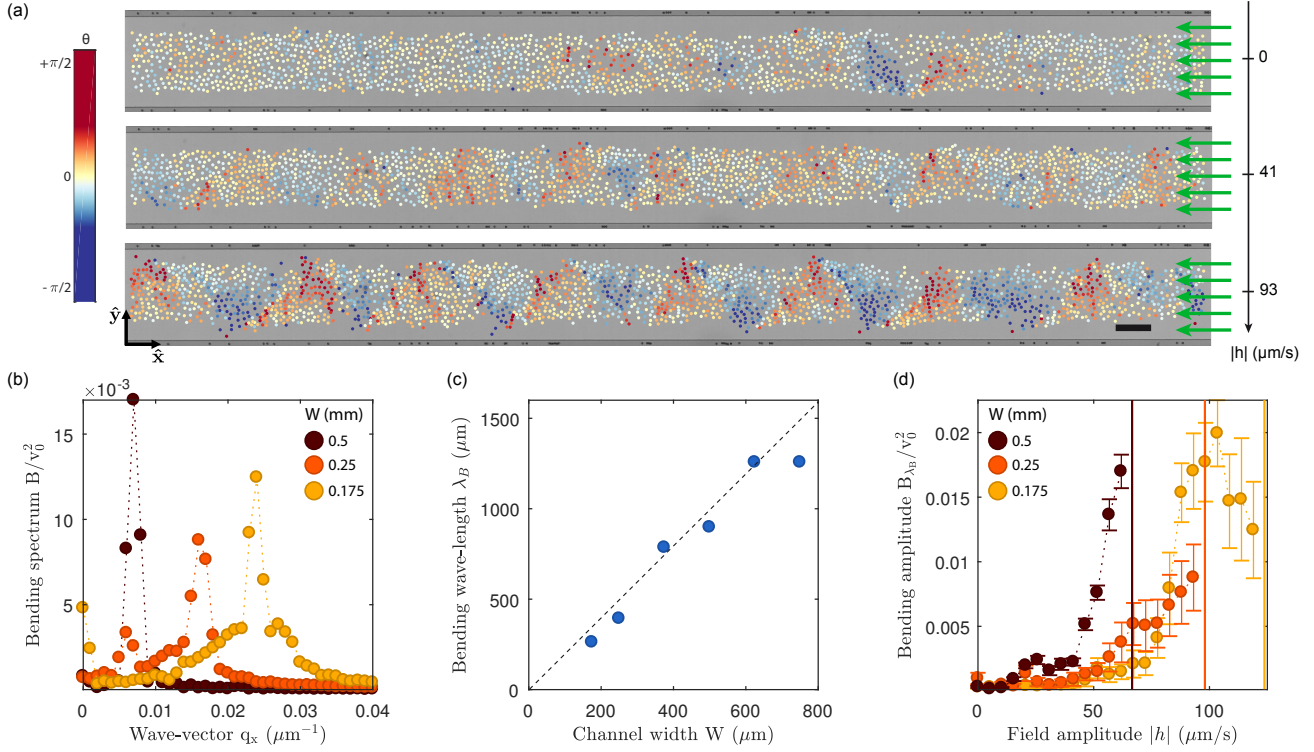 (a)
θ
+π/2
0
- π/2
ŷ
x̂
0
41
93
|h| (μm/s)
(b)
×10⁻³
Bending spectrum B/v₀²
15
10
5
0
0.01
0.02
0.03
0.04
Wave-vector qₓ (μm⁻¹)
W (mm)
0.5
0.25
0.175
(c)
Bending wave-length λ_B (μm)
1500
1000
500
0
200
400
600
800
Channel width W (μm)
(d)
Bending amplitude B_λB/v₀²
0.02
0.015
0.01
0.005
0
50
100
Field amplitude |h| (μm/s)
W (mm)
0.5
0.25
0.175